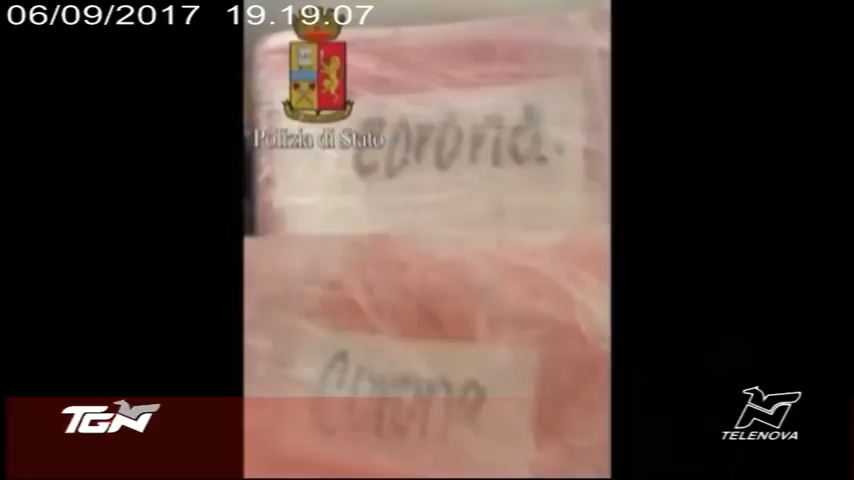 06/09/2017 19.19.07
Polizia di Stato
corona.
corona
TGN
TELENOVA